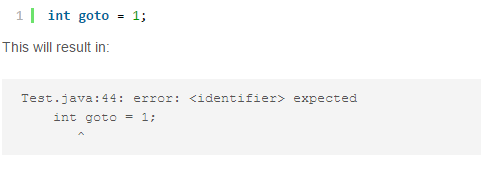 1 int goto = 1;
This will result in:
Test.java:44: error: <identifier> expected
    int goto = 1;
       ^